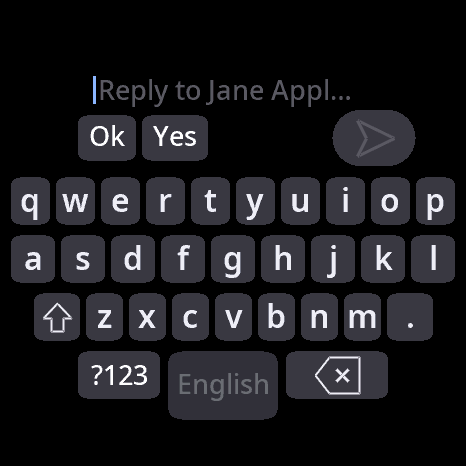 Reply to Jane Appl...
Ok Yes
q w e r t y u i o p
a s d f g h j k l
z x c v b n m .
?123 English